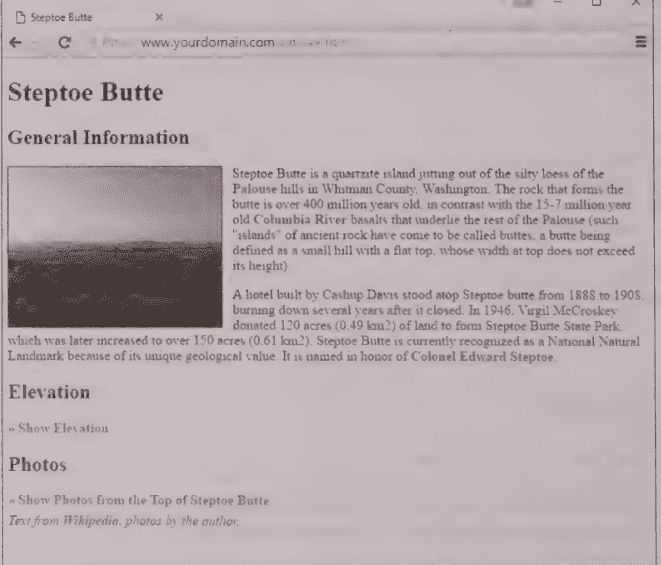 Steptoe Butte
www.yourdomain.com
Steptoe Butte
General Information
Steptoe Butte is a quartzite island jutting out of the silty loess of the
Palouse hills in Whitman County, Washington. The rock that forms the
butte is over 400 million years old, in contrast with the 15-7 million year
old Columbia River basalts that underlie the rest of the Palouse (such
"islands" of ancient rock have come to be called buttes, a butte being
defined as a small hill with a flat top, whose width at top does not exceed
its height)
A hotel built by Cashup Davis stood atop Steptoe butte from 1888 to 1908,
burning down several years after it closed. In 1946, Virgil McCroskey
donated 120 acres (0.49 km2) of land to form Steptoe Butte State Park,
which was later increased to over 150 acres (0.61 km2). Steptoe Butte is currently recognized as a National Natural
Landmark because of its unique geological value. It is named in honor of Colonel Edward Steptoe.
Elevation
» Show Elevation
Photos
» Show Photos from the Top of Steptoe Butte
Text from Wikipedia, photos by the author.